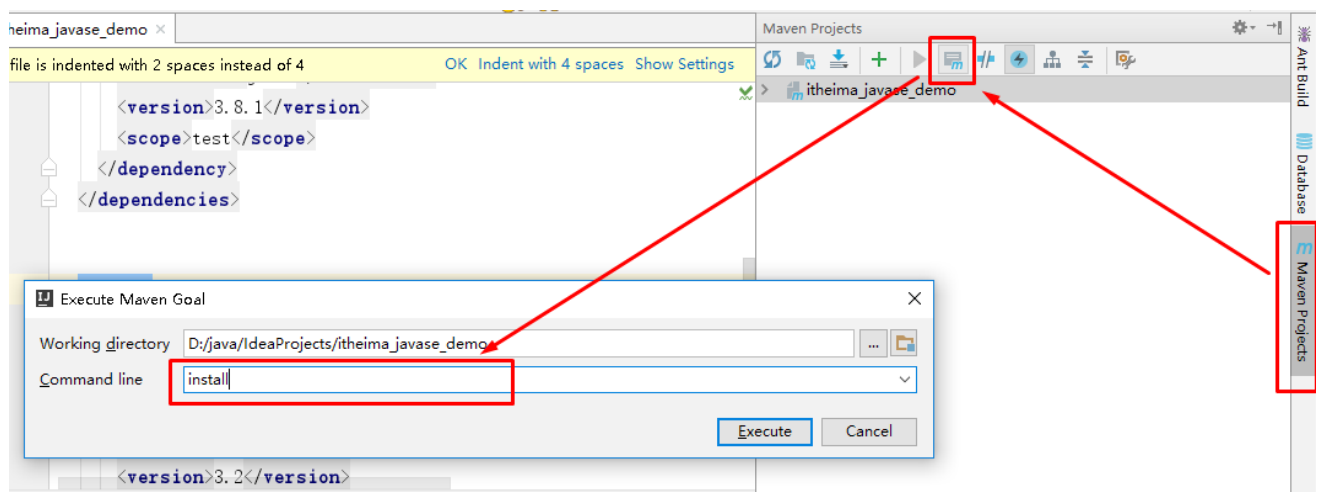 heima_javase_demo
Maven Projects
file is indented with 2 spaces instead of 4 OK Indent with 4 spaces Show Settings
<version>3.8.1</version>
<scope>test</scope>
</dependency>
</dependencies>
itheima_javase_demo
Ant Build
Database
Maven Projects
Execute Maven Goal
Working directory D:/java/IdeaProjects/itheima_javase_demo ...
Command line install
Execute Cancel
<version>3.2</version>